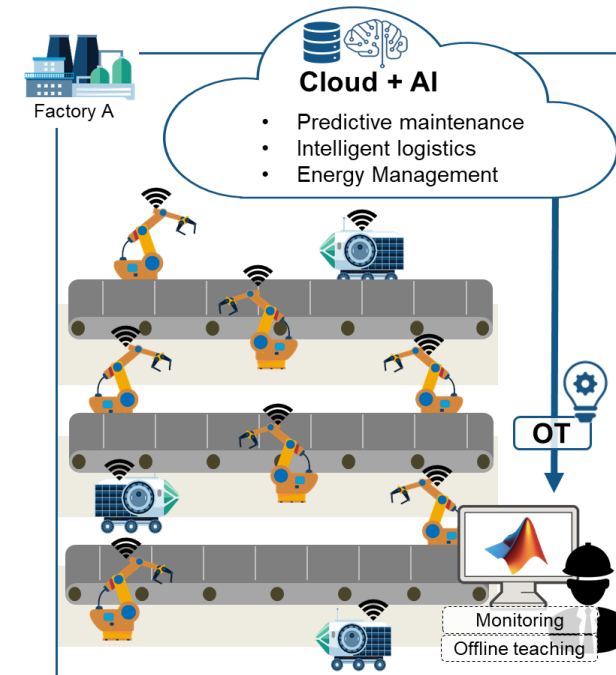 Factory A
Cloud + AI
• Predictive maintenance
• Intelligent logistics
• Energy Management
OT
Monitoring
Offline teaching